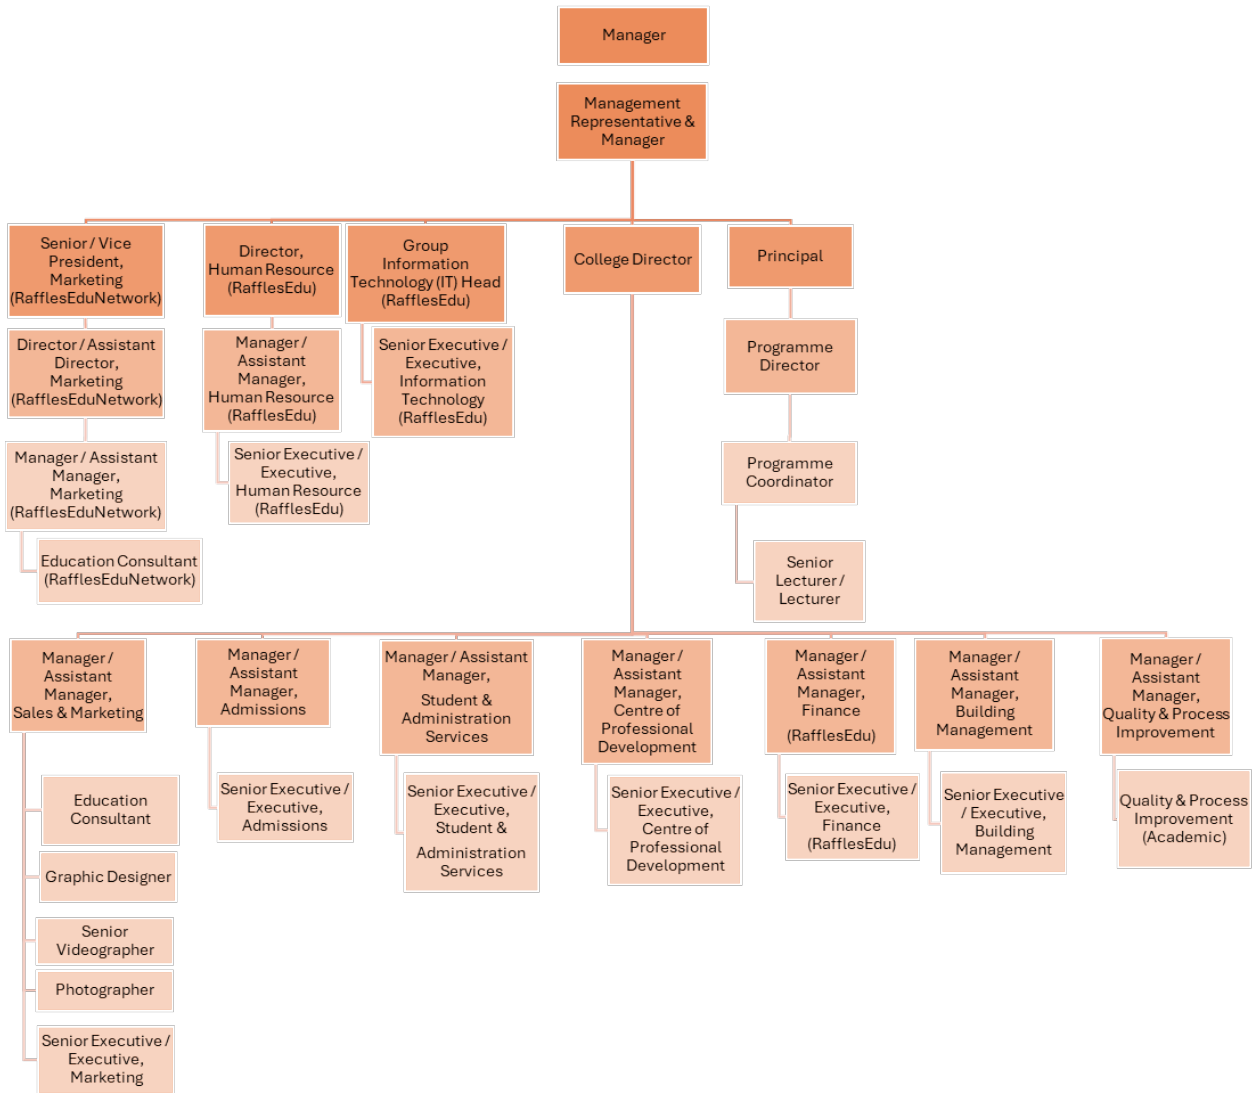 Manager
Management
Representative &
Manager
Senior / Vice
President,
Marketing
(RafflesEduNetwork)
Director,
Human Resource
(RafflesEdu)
Group
Information
Technology (IT) Head
(RafflesEdu)
College Director
Principal
Director / Assistant
Director,
Marketing
(RafflesEduNetwork)
Manager /
Assistant
Manager,
Human Resource
(RafflesEdu)
Senior Executive /
Executive,
Information
Technology
(RafflesEdu)
Programme
Director
Manager / Assistant
Manager,
Marketing
(RafflesEduNetwork)
Senior Executive /
Executive,
Human Resource
(RafflesEdu)
Programme
Coordinator
Education Consultant
(RafflesEduNetwork)
Senior
Lecturer /
Lecturer
Manager /
Assistant
Manager,
Sales & Marketing
Manager /
Assistant
Manager,
Admissions
Manager / Assistant
Manager,
Student &
Administration
Services
Manager /
Assistant
Manager,
Centre of
Professional
Development
Manager /
Assistant
Manager,
Finance
(RafflesEdu)
Manager /
Assistant
Manager,
Building
Management
Manager /
Assistant
Manager,
Quality & Process
Improvement
Education
Consultant
Senior Executive /
Executive,
Admissions
Senior Executive /
Executive,
Student &
Administration
Services
Senior Executive /
Executive,
Centre of
Professional
Development
Senior Executive /
Executive,
Finance
(RafflesEdu)
Senior Executive
/ Executive,
Building
Management
Quality & Process
Improvement
(Academic)
Graphic Designer
Senior
Videographer
Photographer
Senior Executive /
Executive,
Marketing